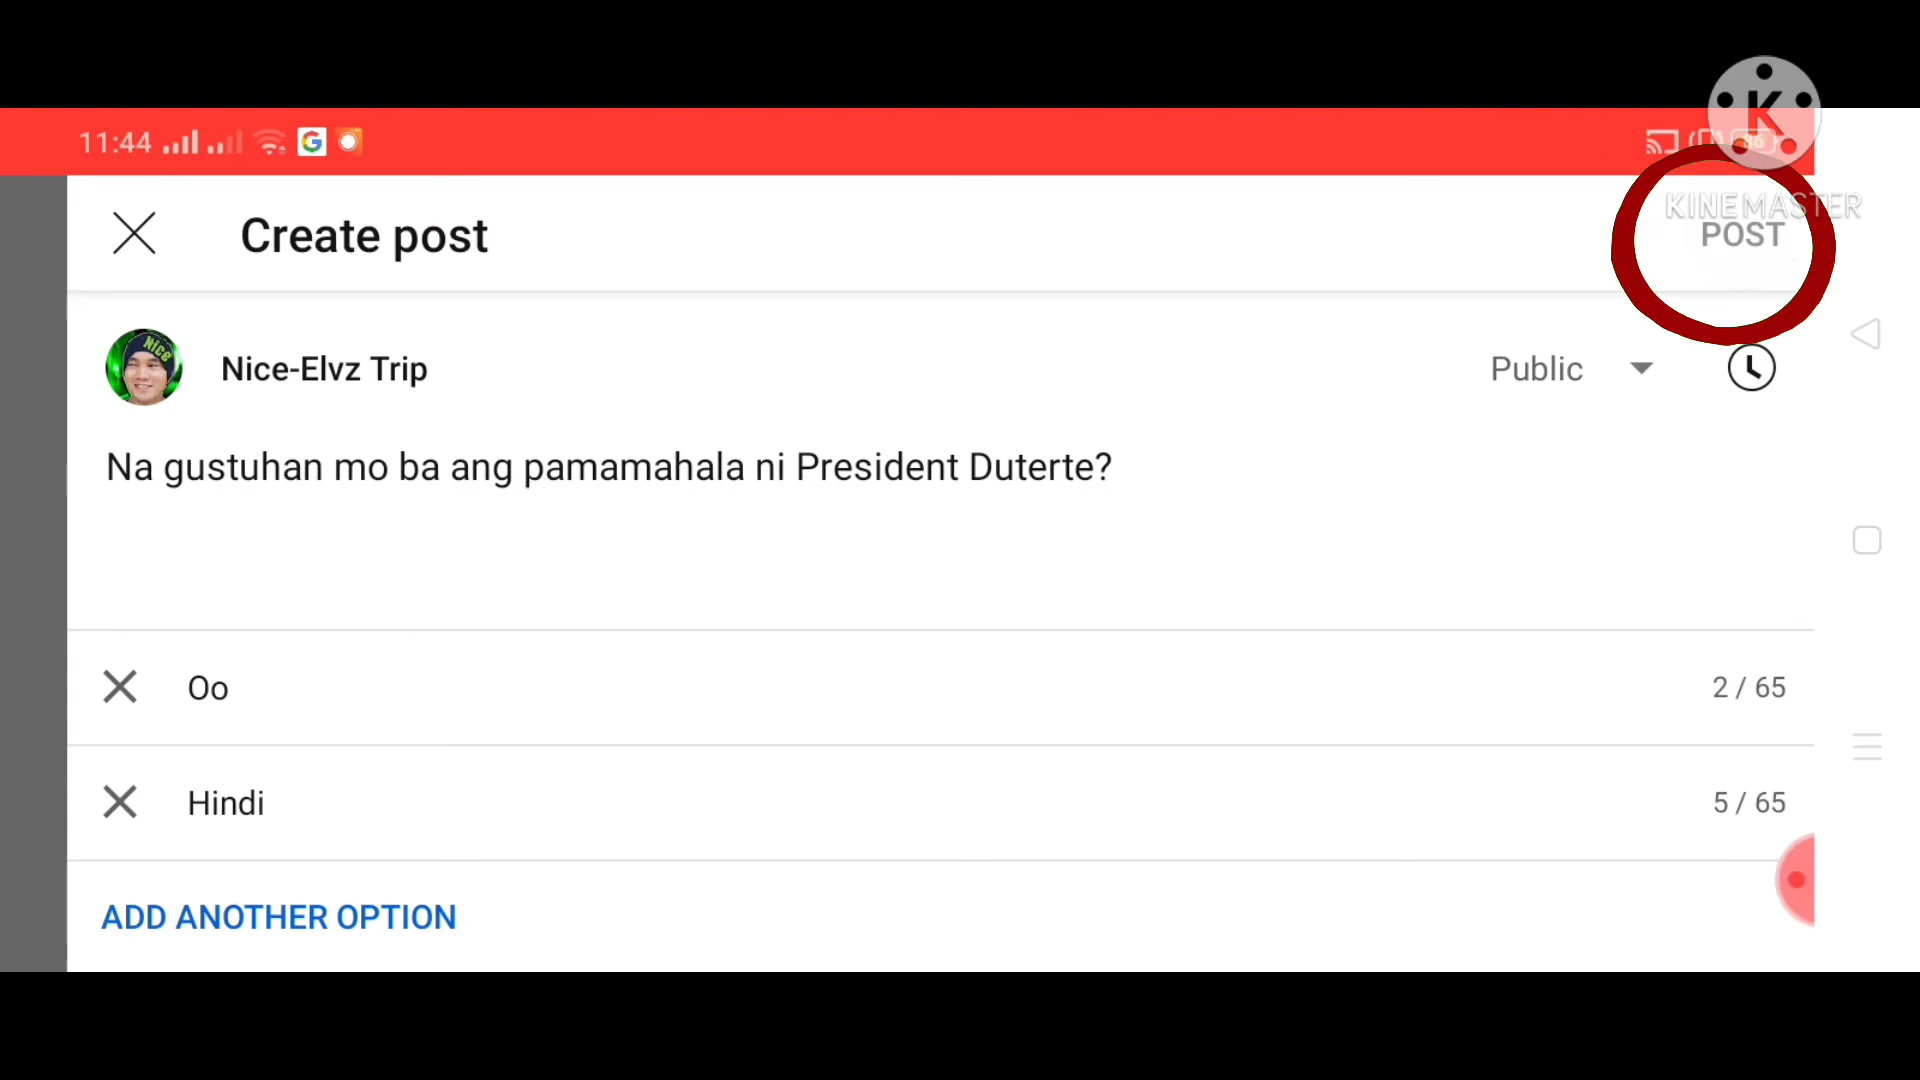 11:44
86
KINEMASTER
Create post
POST
Nice-Elvz Trip
Public
Na gustuhan mo ba ang pamamahala ni President Duterte?
Oo
2 / 65
Hindi
5 / 65
ADD ANOTHER OPTION